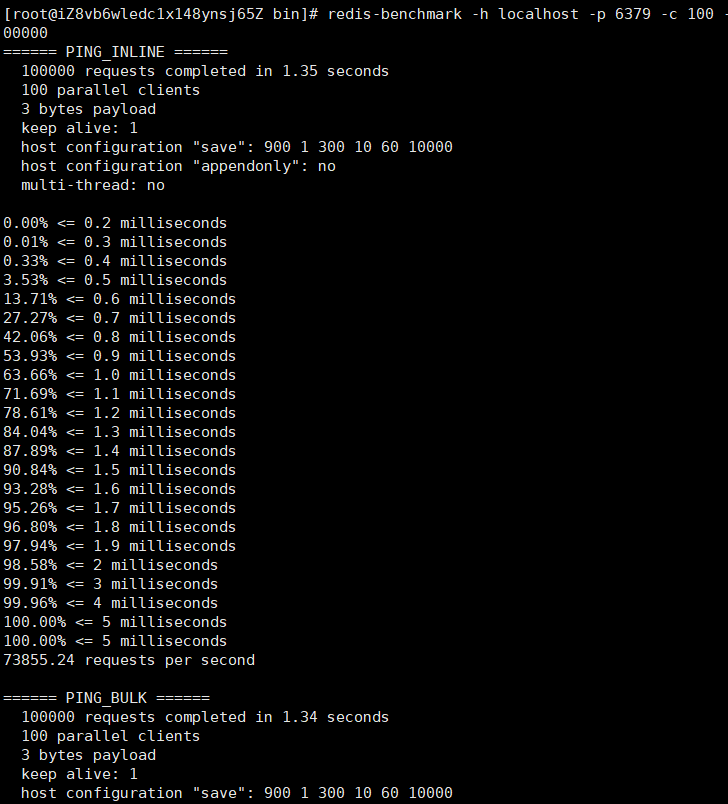 [root@iZ8vb6wledc1x148ynsj65Z bin]# redis-benchmark -h localhost -p 6379 -c 100 -
00000
====== PING_INLINE ======
  100000 requests completed in 1.35 seconds
  100 parallel clients
  3 bytes payload
  keep alive: 1
  host configuration "save": 900 1 300 10 60 10000
  host configuration "appendonly": no
  multi-thread: no

0.00% <= 0.2 milliseconds
0.01% <= 0.3 milliseconds
0.33% <= 0.4 milliseconds
3.53% <= 0.5 milliseconds
13.71% <= 0.6 milliseconds
27.27% <= 0.7 milliseconds
42.06% <= 0.8 milliseconds
53.93% <= 0.9 milliseconds
63.66% <= 1.0 milliseconds
71.69% <= 1.1 milliseconds
78.61% <= 1.2 milliseconds
84.04% <= 1.3 milliseconds
87.89% <= 1.4 milliseconds
90.84% <= 1.5 milliseconds
93.28% <= 1.6 milliseconds
95.26% <= 1.7 milliseconds
96.80% <= 1.8 milliseconds
97.94% <= 1.9 milliseconds
98.58% <= 2 milliseconds
99.91% <= 3 milliseconds
99.96% <= 4 milliseconds
100.00% <= 5 milliseconds
100.00% <= 5 milliseconds
73855.24 requests per second

====== PING_BULK ======
  100000 requests completed in 1.34 seconds
  100 parallel clients
  3 bytes payload
  keep alive: 1
  host configuration "save": 900 1 300 10 60 10000